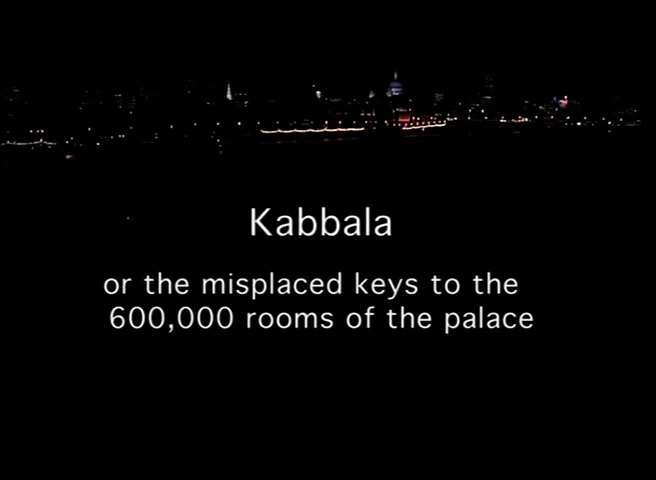 Kabbala
or the misplaced keys to the
600,000 rooms of the palace